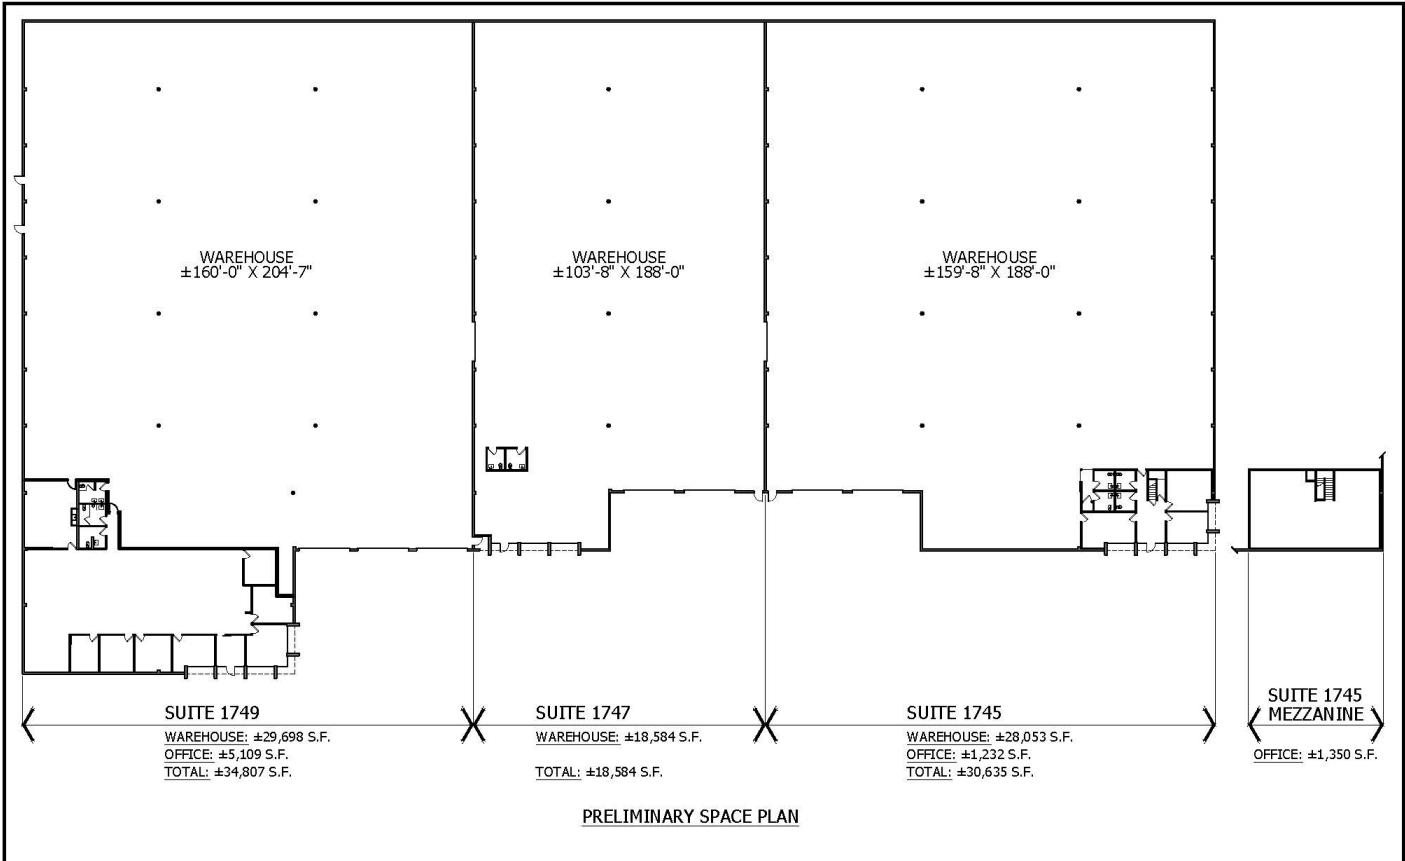 WAREHOUSE
±160'-0" X 204'-7"
WAREHOUSE
±103'-8" X 188'-0"
WAREHOUSE
±159'-8" X 188'-0"
SUITE 1749
WAREHOUSE: ±29,698 S.F.
OFFICE: ±5,109 S.F.
TOTAL: ±34,807 S.F.
SUITE 1747
WAREHOUSE: ±18,584 S.F.
TOTAL: ±18,584 S.F.
SUITE 1745
WAREHOUSE: ±28,053 S.F.
OFFICE: ±1,232 S.F.
TOTAL: ±30,635 S.F.
SUITE 1745
MEZZANINE
OFFICE: ±1,350 S.F.
PRELIMINARY SPACE PLAN